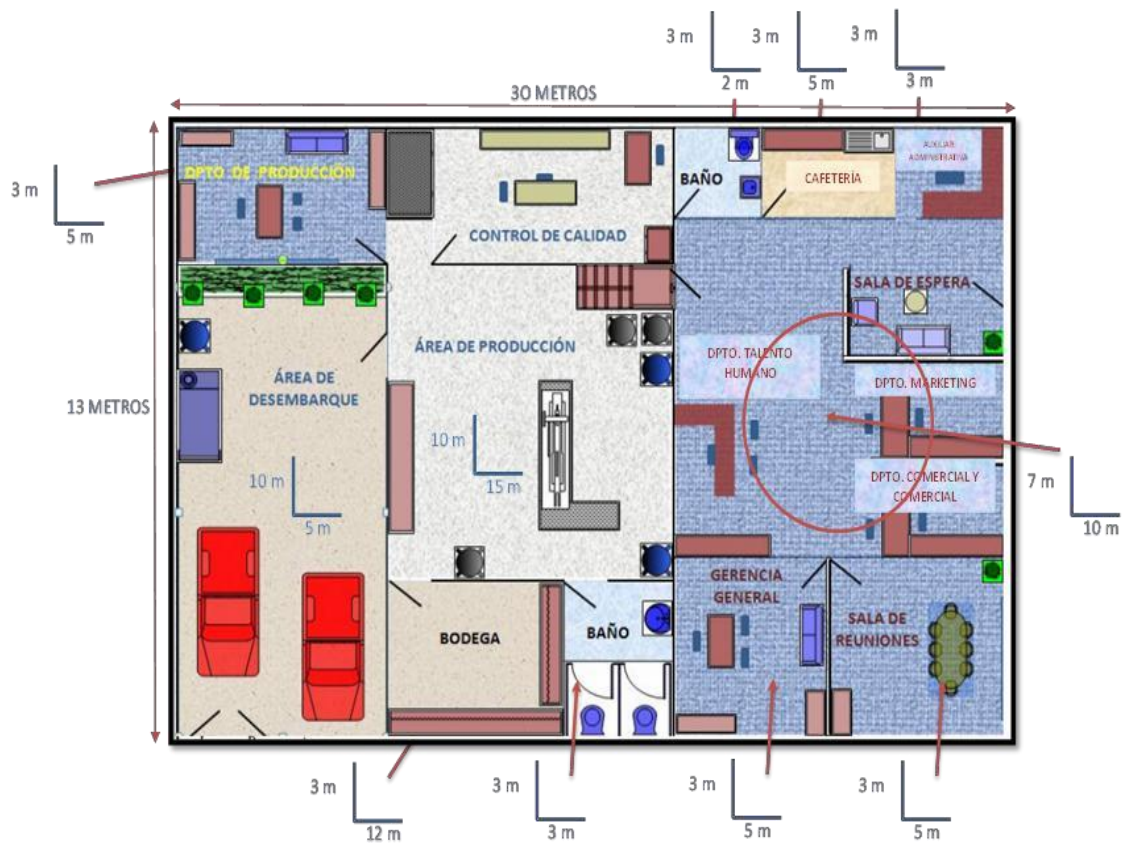 3 m
3 m
3 m
2 m
5 m
3 m
30 METROS
AUXILIAR
ADMINISTRATIVA
DPTO DE PRODUCCIÓN
BAÑO
CAFETERÍA
3 m
5 m
CONTROL DE CALIDAD
SALA DE ESPERA
ÁREA DE PRODUCCIÓN
DPTO. TALENTO
HUMANO
ÁREA DE
DESEMBARQUE
DPTO. MARKETING
13 METROS
10 m
15 m
10 m
5 m
DPTO. COMERCIAL Y
COMERCIAL
7 m
10 m
GERENCIA
GENERAL
BODEGA
BAÑO
SALA DE
REUNIONES
3 m
12 m
3 m
3 m
3 m
5 m
3 m
5 m